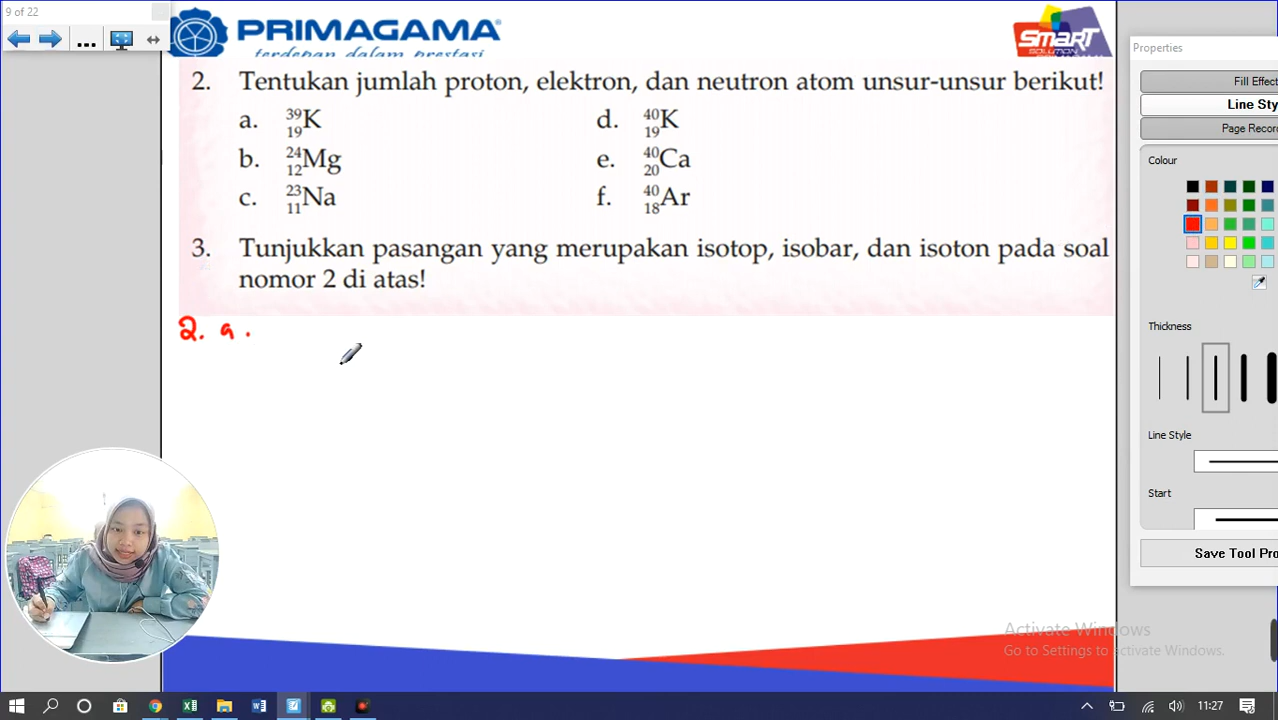 9 of 22
...
PRIMAGAMA®
terdepan dalam prestasi
SmarT
SOLUTION
Properties
Fill Effect
Line Sty
Page Recor
2. Tentukan jumlah proton, elektron, dan neutron atom unsur-unsur berikut!
a. ³⁹₁₉K d. ⁴⁰₁₉K
b. ²⁴₁₂Mg e. ⁴⁰₂₀Ca
c. ²³₁₁Na f. ⁴⁰₁₈Ar
3. Tunjukkan pasangan yang merupakan isotop, isobar, dan isoton pada soal
nomor 2 di atas!
2. a.
Colour
Thickness
Line Style
Start
Save Tool Pro
Activate Windows
Go to Settings to activate Windows.
11:27